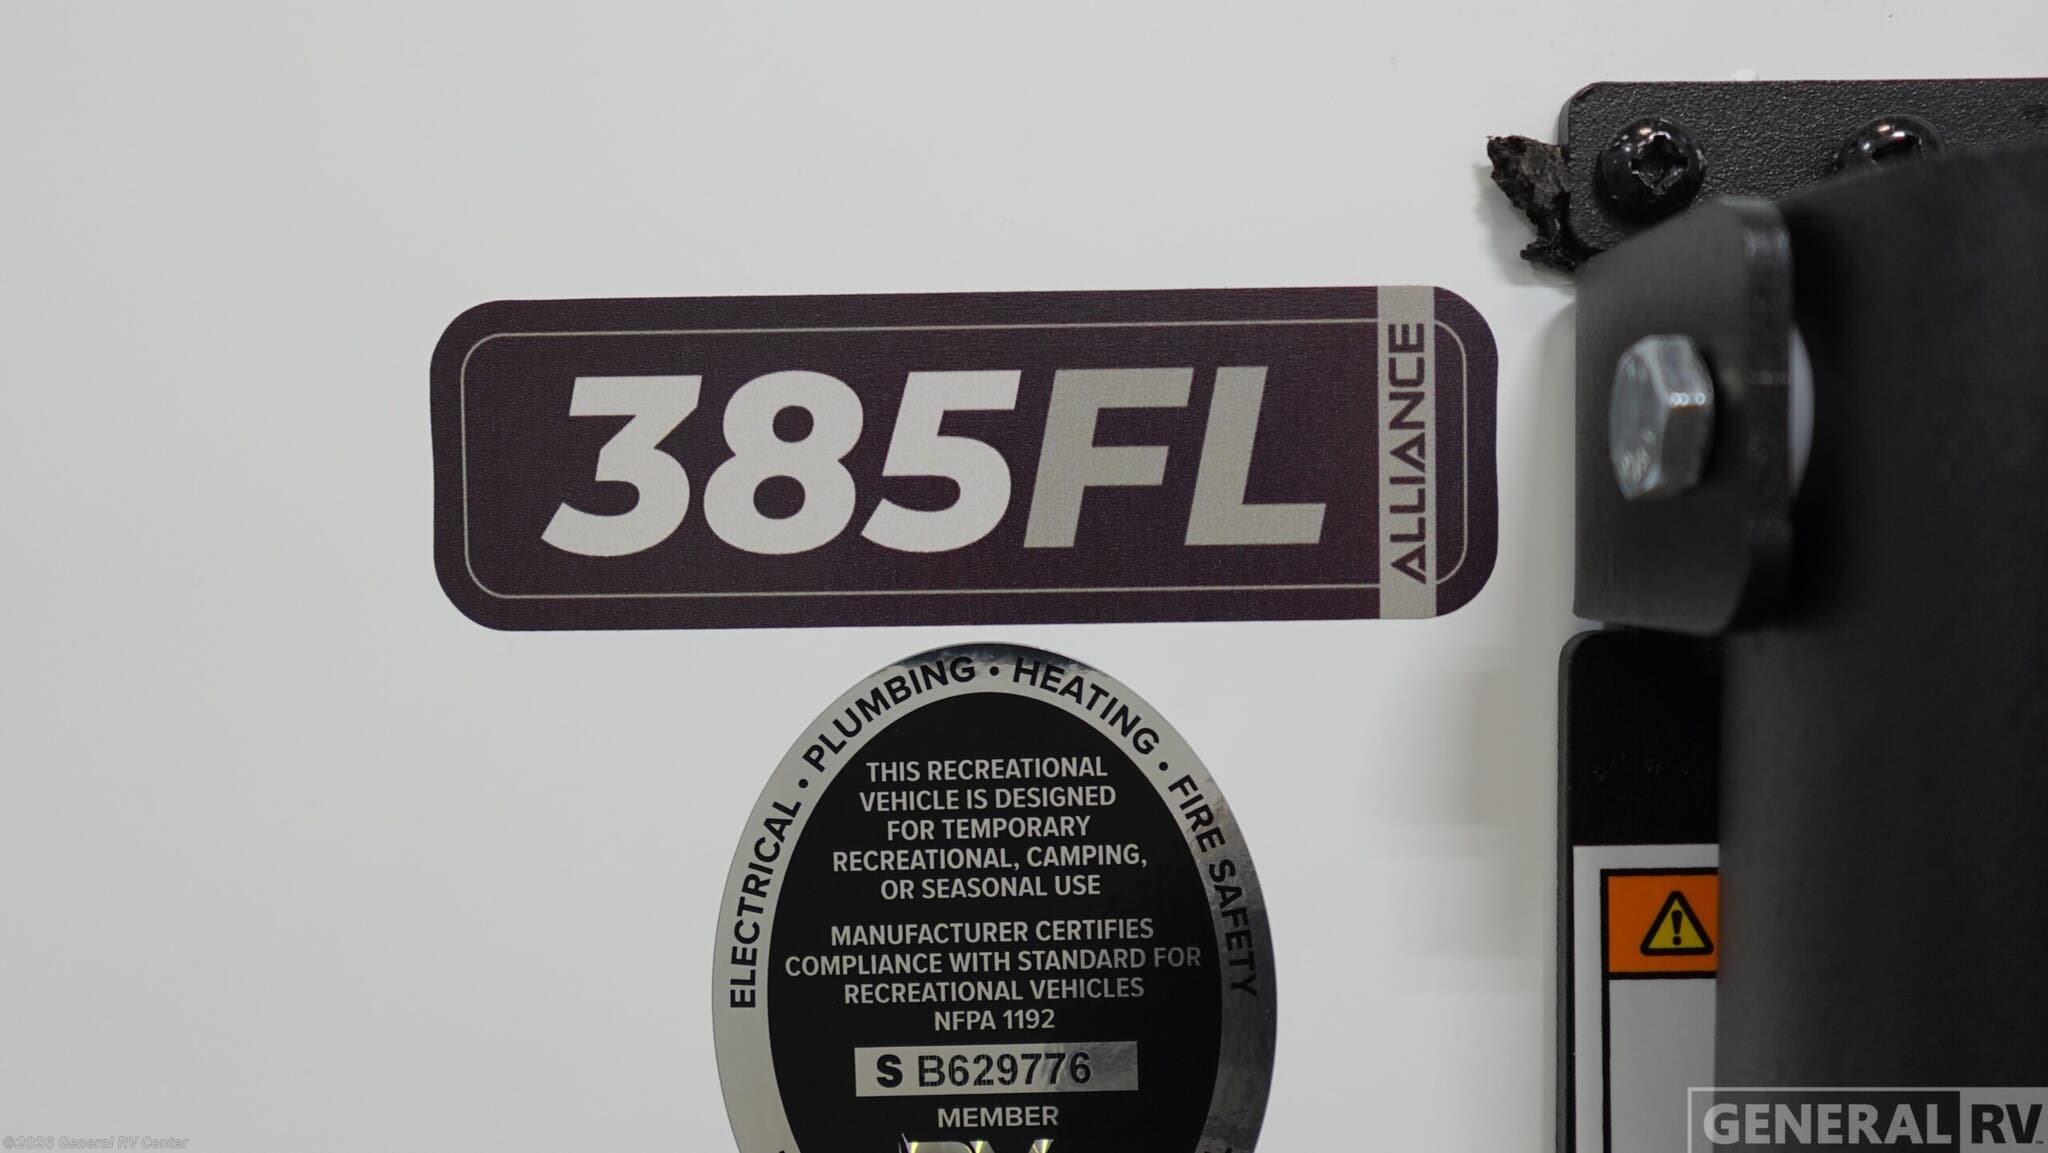 385FL
ALLIANCE
ELECTRICAL • PLUMBING • HEATING • FIRE SAFETY
THIS RECREATIONAL
VEHICLE IS DESIGNED
FOR TEMPORARY
RECREATIONAL, CAMPING,
OR SEASONAL USE
MANUFACTURER CERTIFIES
COMPLIANCE WITH STANDARD FOR
RECREATIONAL VEHICLES
NFPA 1192
S B629776
MEMBER
©2026 General RV Center
GENERAL RV